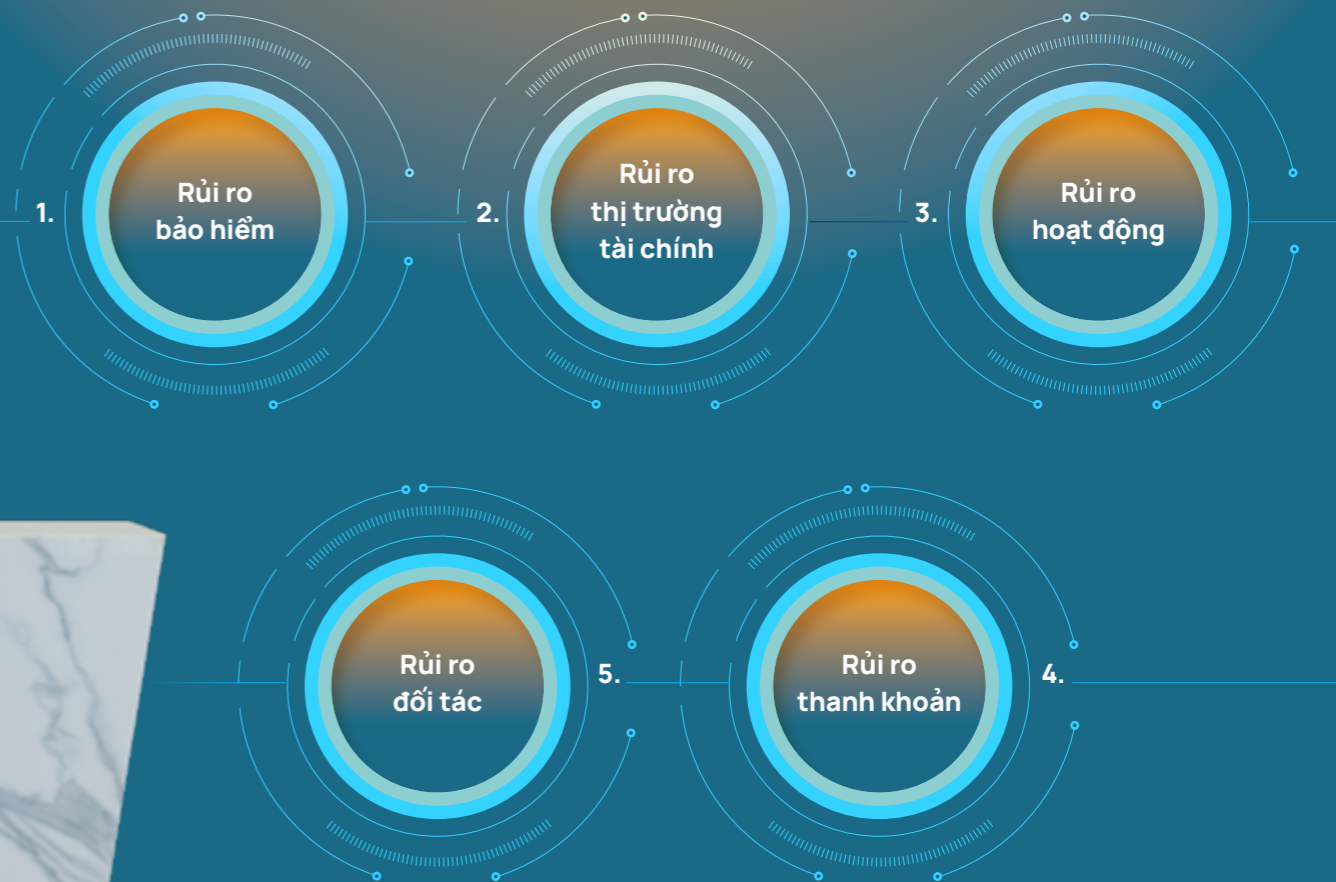 1.
Rủi ro
bảo hiểm
2.
Rủi ro
thị trường
tài chính
3.
Rủi ro
hoạt động
Rủi ro
đối tác
5.
Rủi ro
thanh khoản
4.